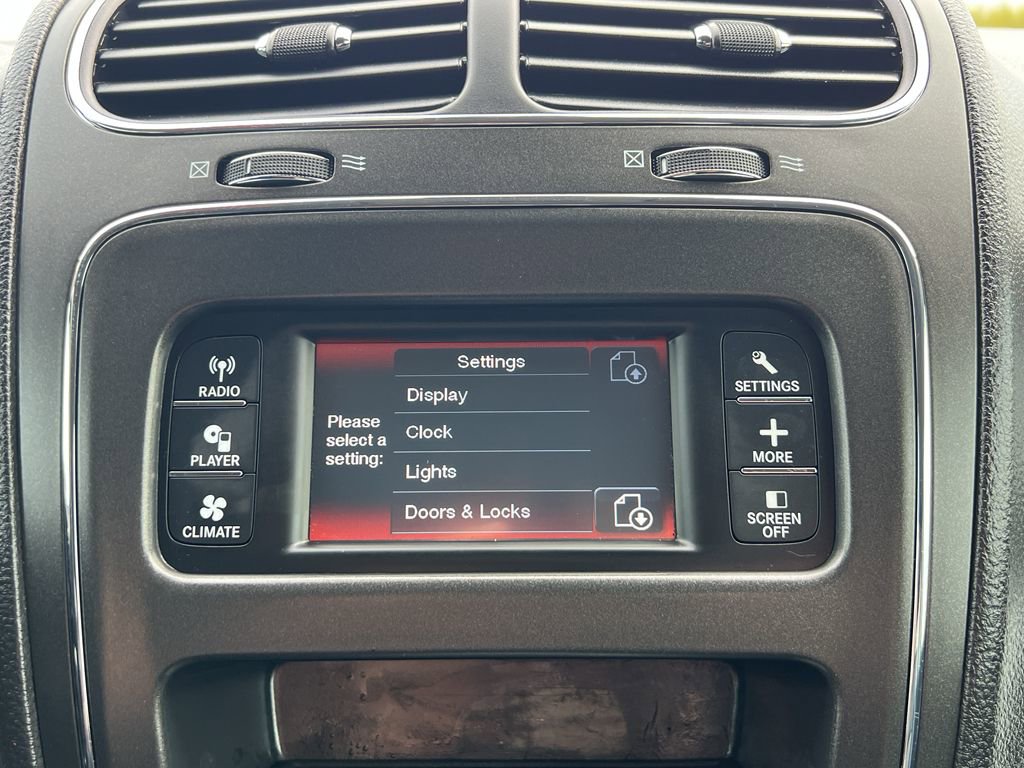 RADIO
PLAYER
CLIMATE
Settings
Display
Clock
Lights
Doors & Locks
Please
select a
setting:
SETTINGS
MORE
SCREEN
OFF